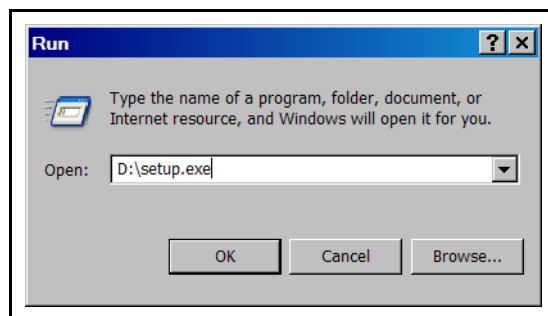 Run
Type the name of a program, folder, document, or
Internet resource, and Windows will open it for you.
Open: D:\setup.exe
OK Cancel Browse...